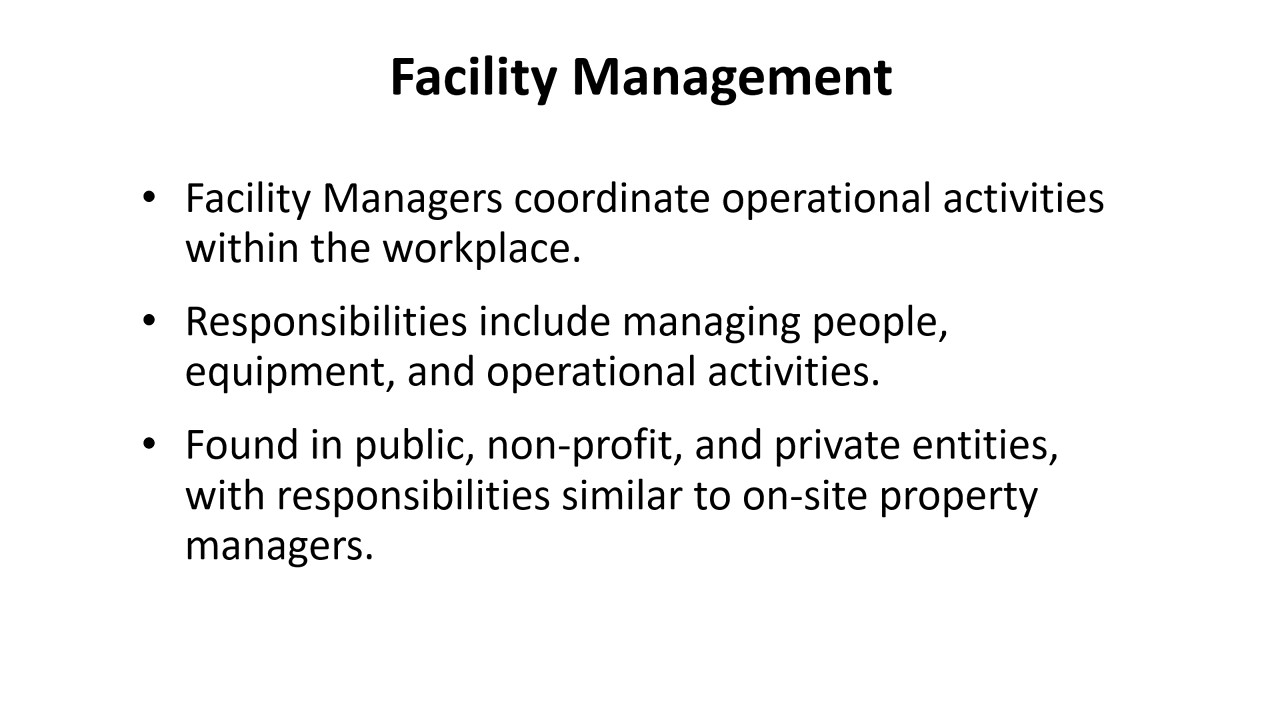 Facility Management
• Facility Managers coordinate operational activities
within the workplace.
• Responsibilities include managing people,
equipment, and operational activities.
• Found in public, non-profit, and private entities,
with responsibilities similar to on-site property
managers.